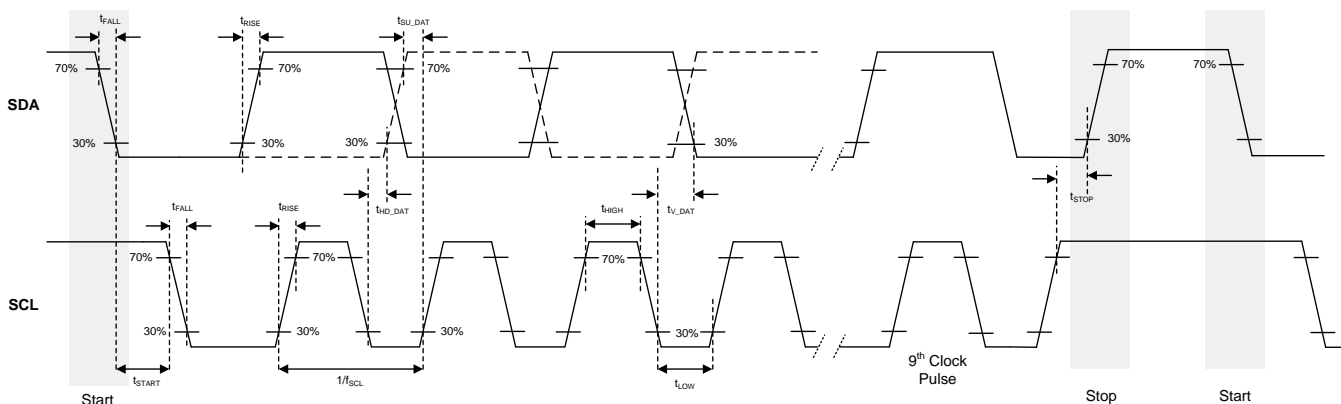 tFALL tRISE tSU_DAT
70% 70% 70% 70% 70%
SDA
30% 30% 30% 30% 30%
tFALL tRISE tHD_DAT tHIGH tV_DAT tSTOP
70% 70% 70%
SCL
30% 30% 30% 30%
tSTART 1/fSCL tLOW 9th Clock
Pulse
Start Stop Start